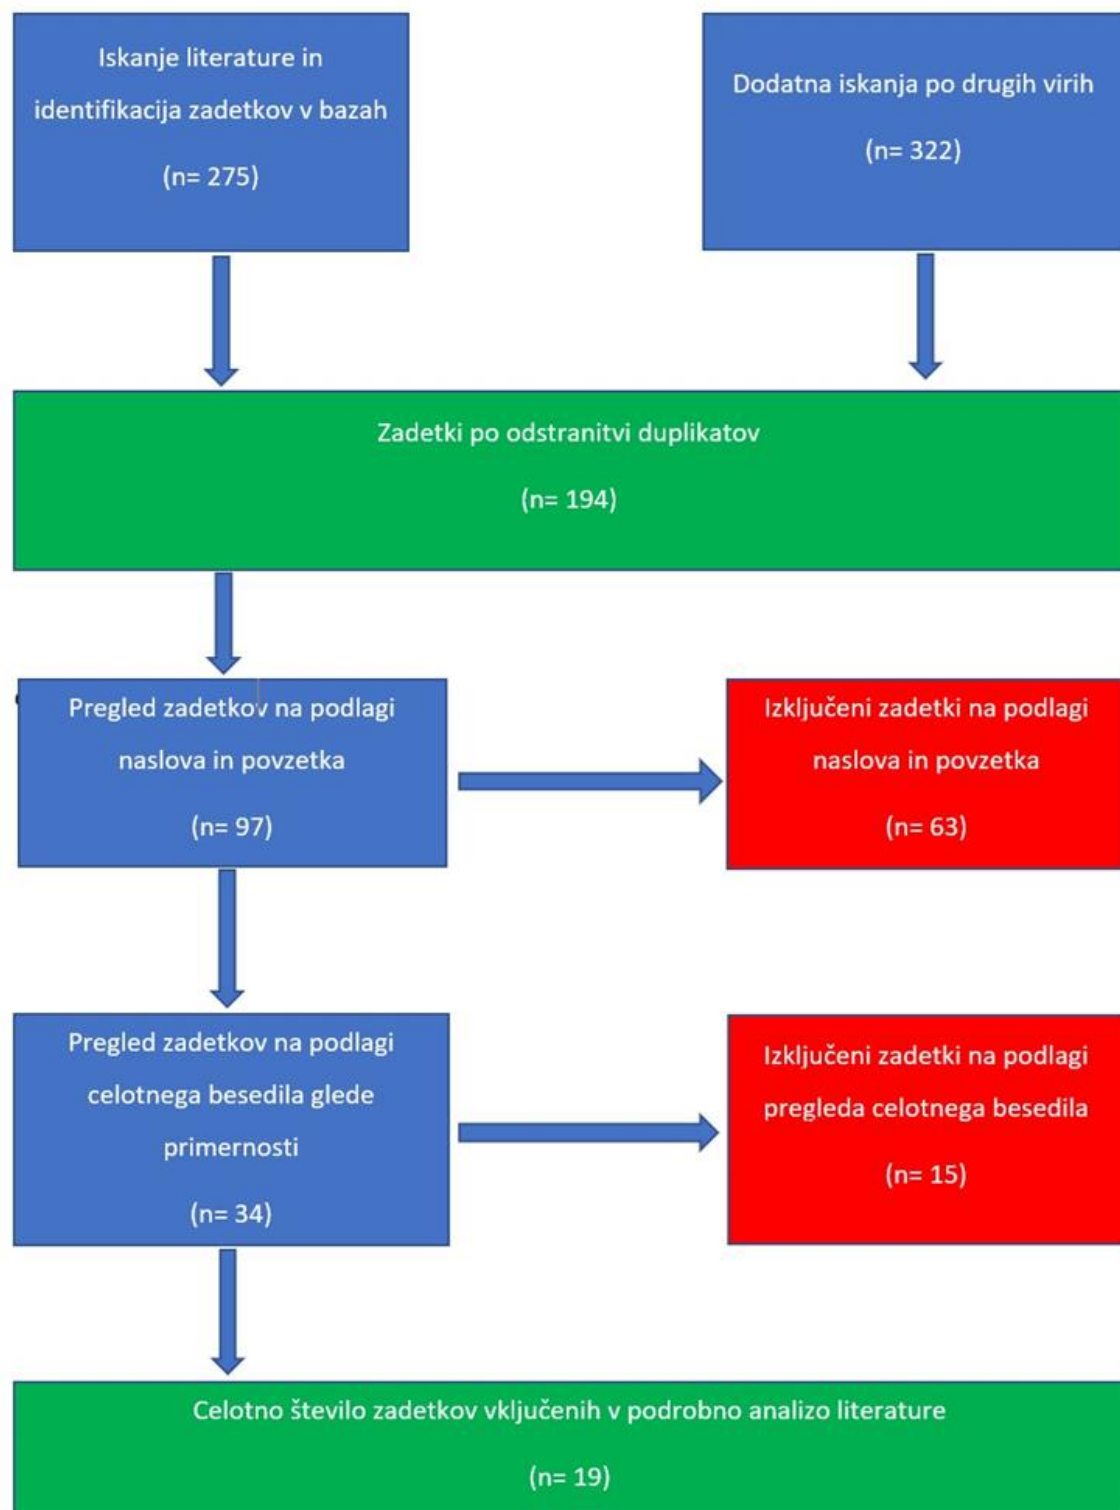 Iskanje literature in
identifikacija zadetkov v bazah
(n= 275)
Dodatna iskanja po drugih virih
(n= 322)
Zadetki po odstranitvi duplikatov
(n= 194)
Pregled zadetkov na podlagi
naslova in povzetka
(n= 97)
Izključeni zadetki na podlagi
naslova in povzetka
(n= 63)
Pregled zadetkov na podlagi
celotnega besedila glede
primernosti
(n= 34)
Izključeni zadetki na podlagi
pregleda celotnega besedila
(n= 15)
Celotno število zadetkov vključenih v podrobno analizo literature
(n= 19)